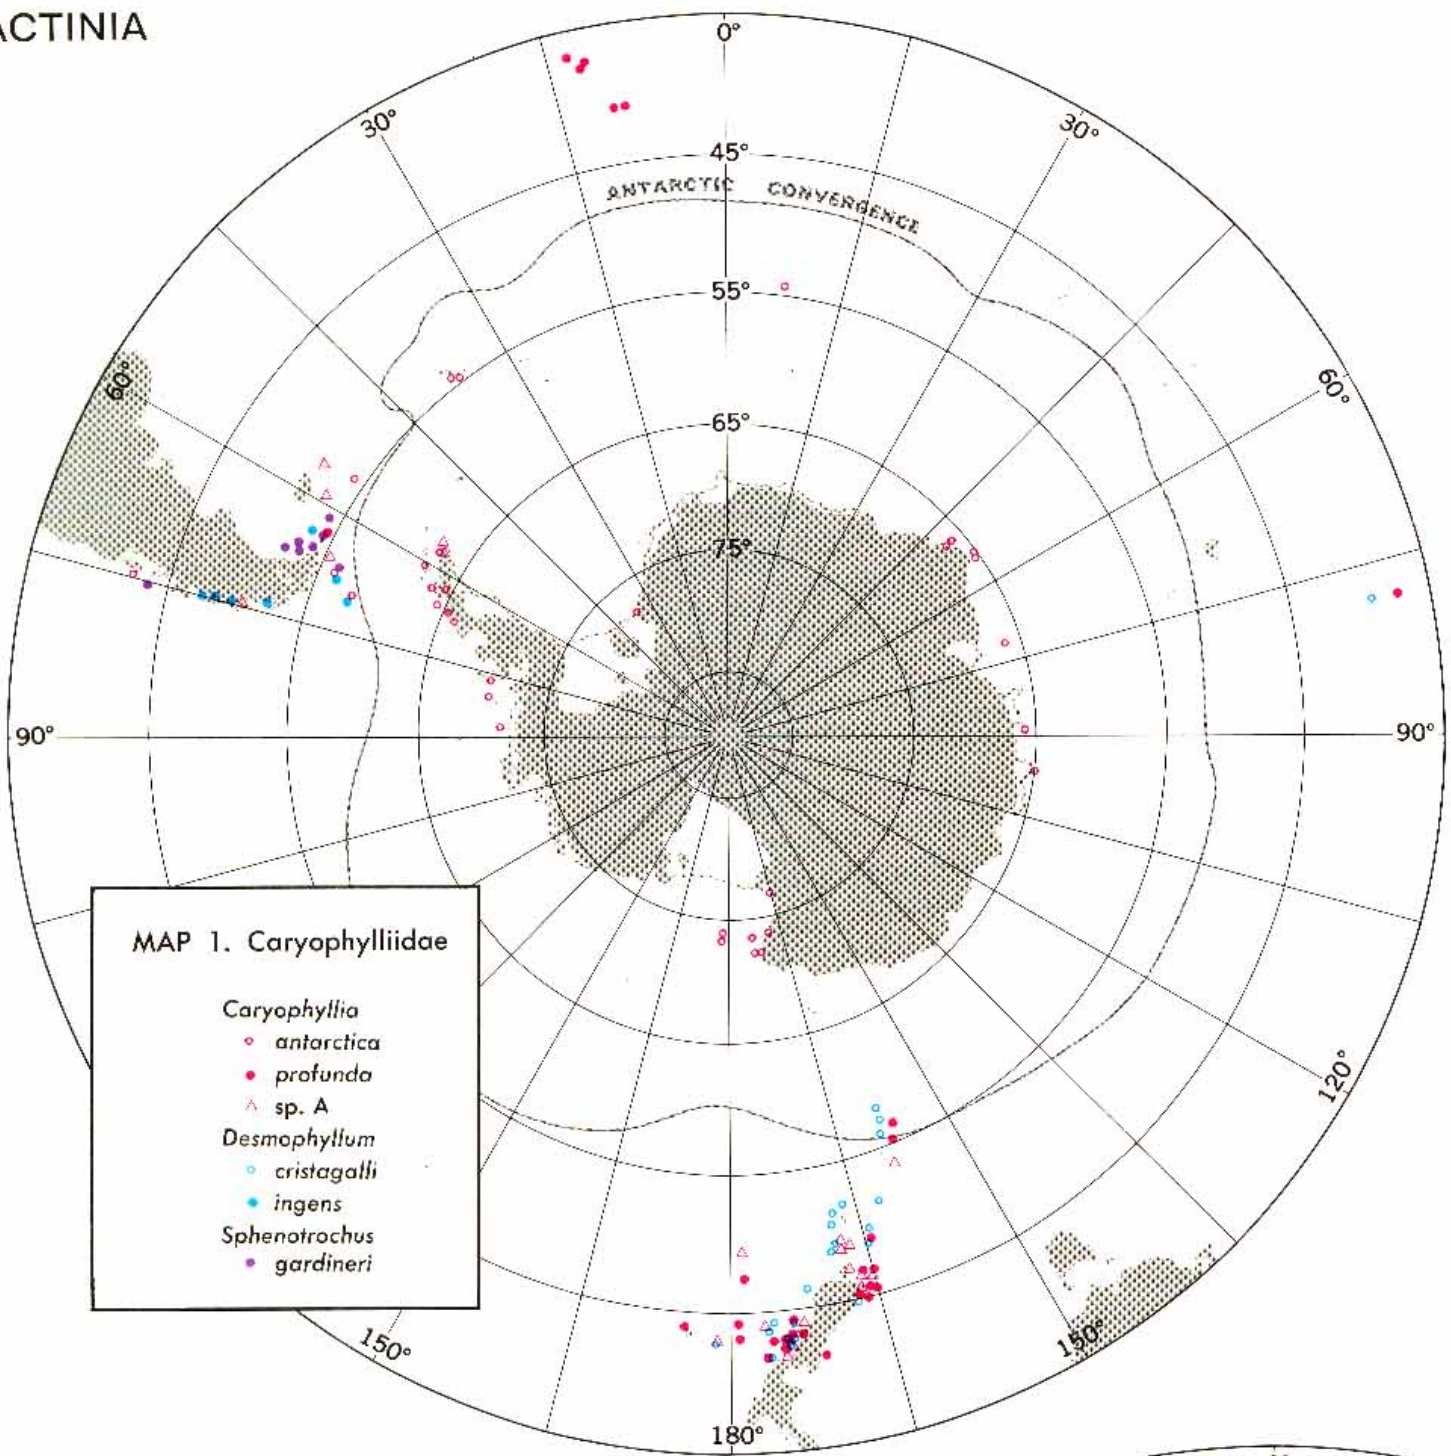 ACTINIA
0°
30°
30°
45°
ANTARCTIC CONVERGENCE
55°
60°
60°
65°
75°
90°
90°
MAP 1. Caryophylliidae
Caryophyllia
antarctica
profunda
sp. A
Desmophyllum
cristagalli
ingens
Sphenotrochus
gardineri
120°
150°
150°
180°